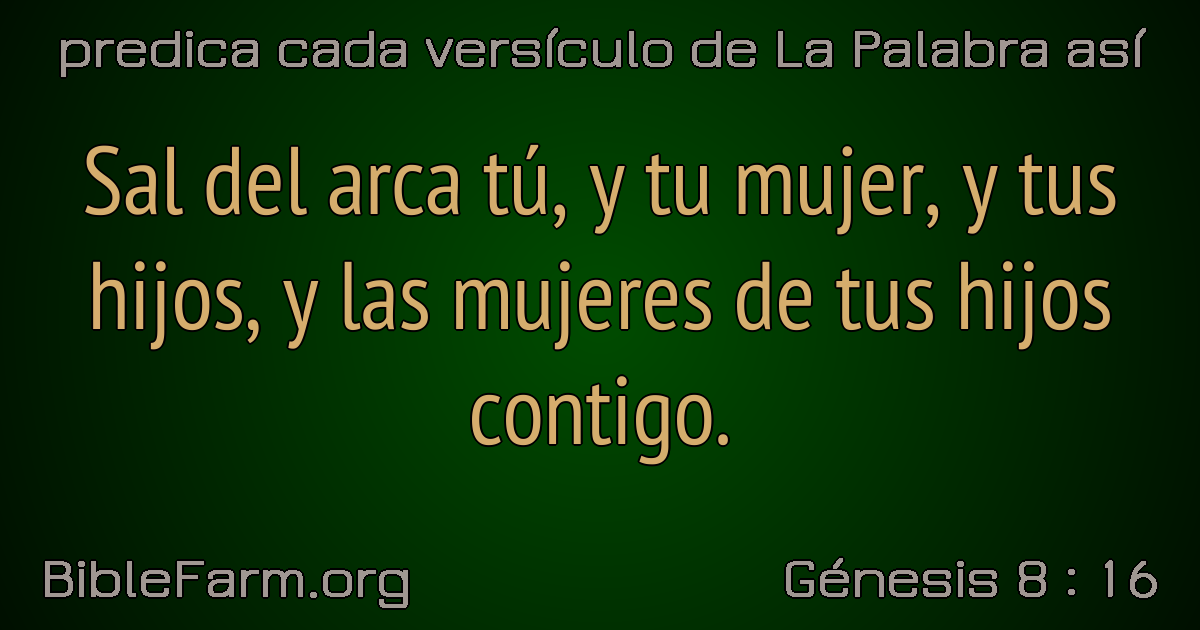 predica cada versículo de La Palabra así
Sal del arca tú, y tu mujer, y tus
hijos, y las mujeres de tus hijos
contigo.
BibleFarm.org
Génesis 8 : 16